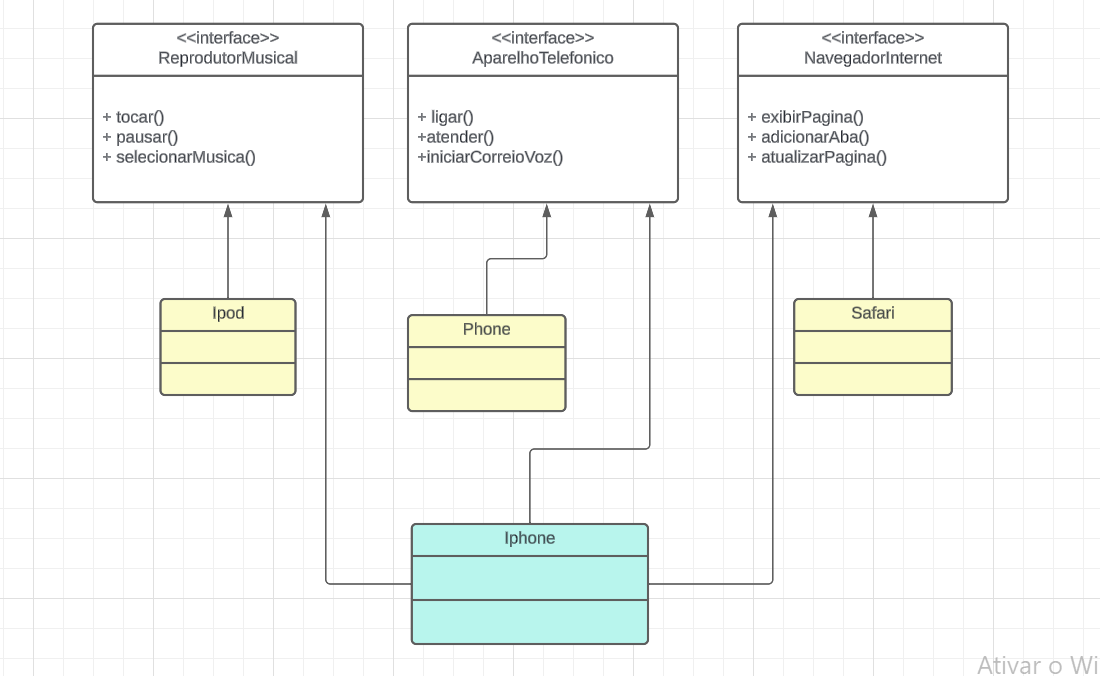 <<interface>>
ReprodutorMusical
+ tocar()
+ pausar()
+ selecionarMusica()
<<interface>>
AparelhoTelefonico
+ ligar()
+atender()
+iniciarCorreioVoz()
<<interface>>
NavegadorInternet
+ exibirPagina()
+ adicionarAba()
+ atualizarPagina()
Ipod
Phone
Safari
Iphone
Ativar o Wi